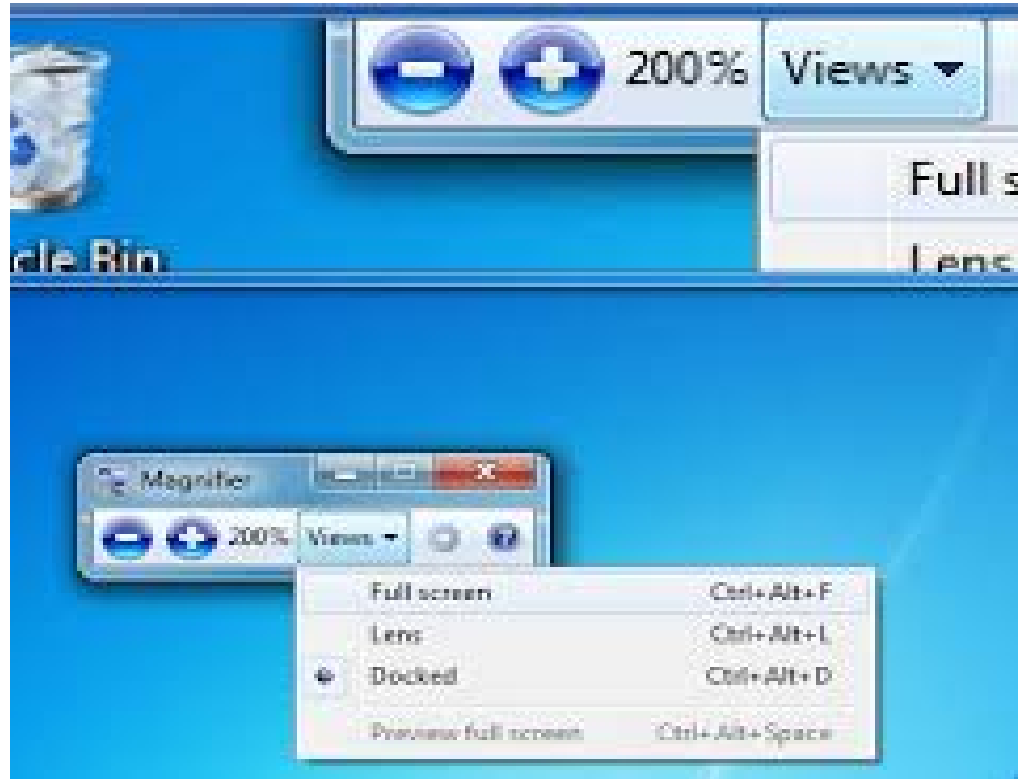 200% Views
Full s
Lens
cle Bin
Magnifier
200% Views
Full screen Ctrl+Alt+F
Lens Ctrl+Alt+L
Docked Ctrl+Alt+D
Preview full screen Ctrl+Alt+Space